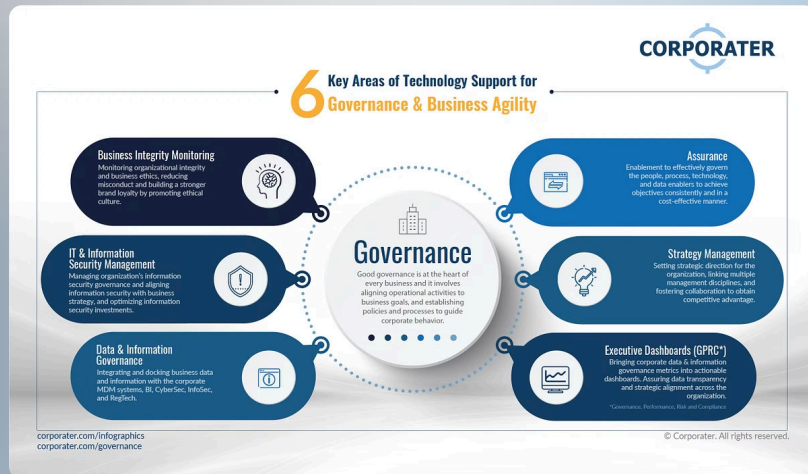 CORPORATER
6
Key Areas of Technology Support for
Governance & Business Agility
Business Integrity Monitoring
Monitoring organizational integrity
and business ethics, reducing
misconduct and building a stronger
brand loyalty by promoting ethical
culture.
IT & Information
Security Management
Managing organization's information
security governance and aligning
information security with business
strategy, and optimizing information
security investments.
Data & Information
Governance
Integrating and docking business data
and information with the corporate
MDM systems, BI, CyberSec, InfoSec,
and RegTech.
Governance
Good governance is at the heart of
every business and it involves
aligning operational activities to
business goals, and establishing
policies and processes to guide
corporate behavior.
Assurance
Enablement to effectively govern
the people, process, technology,
and data enablers to achieve
objectives consistently and in a
cost-effective manner.
Strategy Management
Setting strategic direction for the
organization, linking multiple
management disciplines, and
fostering collaboration to obtain
competitive advantage.
Executive Dashboards (GPRC*)
Bringing corporate data & information
governance metrics into actionable
dashboards. Assuring data transparency
and strategic alignment across the
organization.
*Governance, Performance, Risk and Compliance
corporater.com/infographics
corporater.com/governance
© Corporater. All rights reserved.